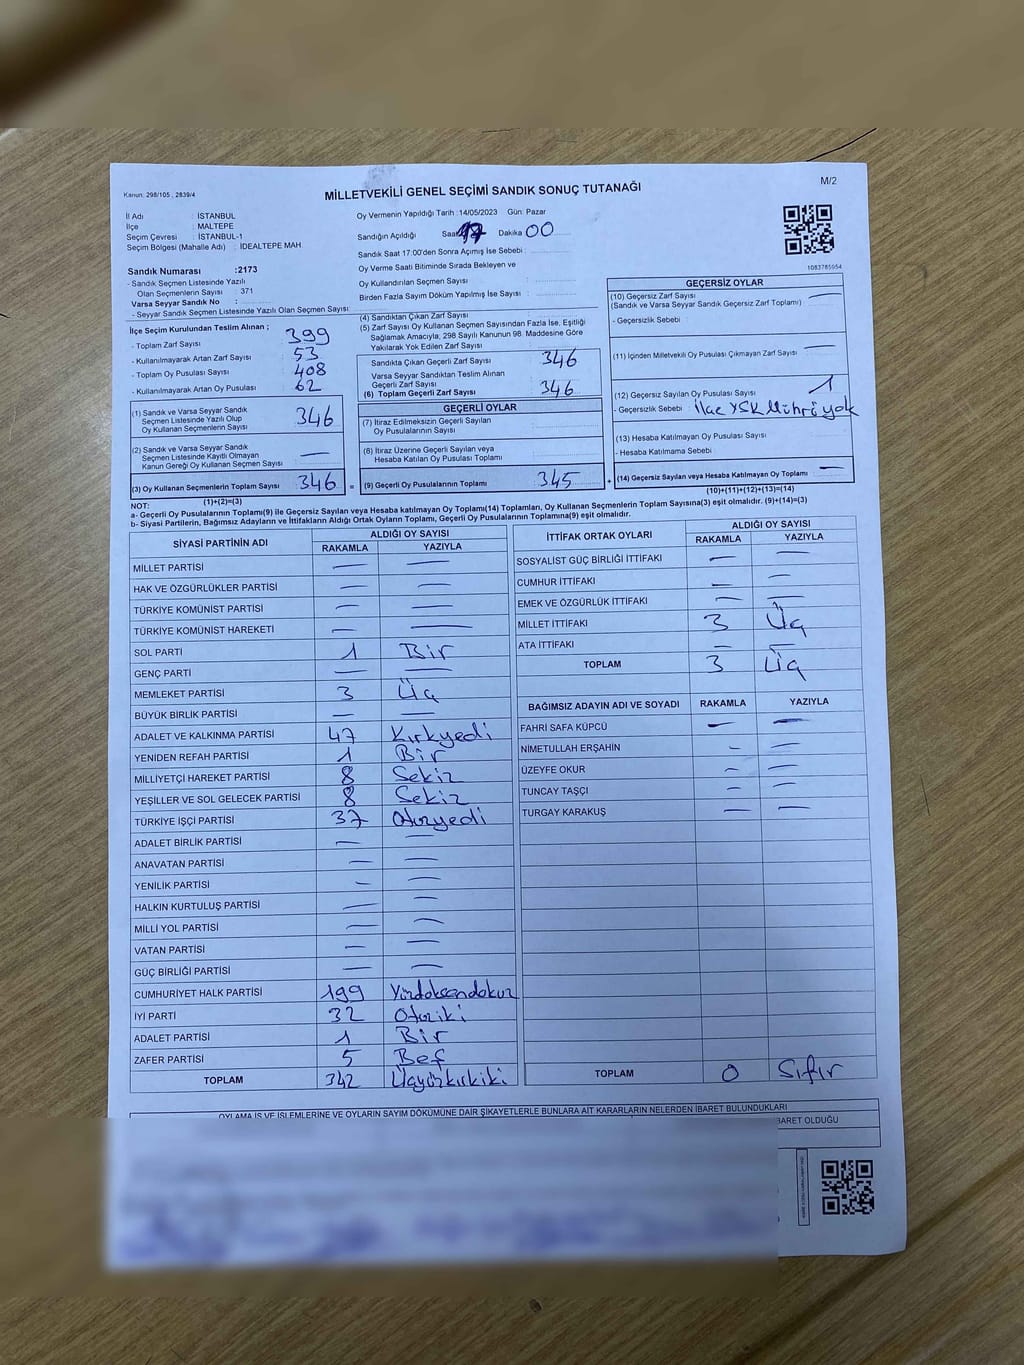 Kanun: 298/105 , 2839/4
MİLLETVEKİLİ GENEL SEÇİMİ SANDIK SONUÇ TUTANAĞI
M/2
İl Adı : İSTANBUL
İlçe : MALTEPE
Seçim Çevresi : İSTANBUL-1
Seçim Bölgesi (Mahalle Adı) : İDEALTEPE MAH.
Oy Vermenin Yapıldığı Tarih :14/05/2023 Gün: Pazar
Sandığın Açıldığı Saat 17 Dakika 00
Sandık Saat 17.00'den Sonra Açımış İse Sebebi :
Oy Verme Saati Bitiminde Sırada Bekleyen ve
Oy Kullandırılan Seçmen Sayısı
Birden Fazla Sayım Döküm Yapılmış İse Sayısı
1083785954
Sandık Numarası :2173
- Sandık Seçmen Listesinde Yazılı
Olan Seçmenlerin Sayısı : 371
Varsa Seyyar Sandık No :
- Seyyar Sandık Seçmen Listesinde Yazılı Olan Seçmen Sayısı
İlçe Seçim Kurulundan Teslim Alınan ;
- Toplam Zarf Sayısı 399
- Kullanılmayarak Artan Zarf Sayısı 53
- Toplam Oy Pusulası Sayısı 408
- Kullanılmayarak Artan Oy Pusulası 62
(1) Sandık ve Varsa Seyyar Sandık
Seçmen Listesinde Yazılı Olup
Oy Kullanan Seçmenlerin Sayısı 346
(2) Sandık ve Varsa Seyyar Sandık
Seçmen Listesinde Kayıtlı Olmayan
Kanun Gereği Oy Kullanan Seçmen Sayısı —
(3) Oy Kullanan Seçmenlerin Toplam Sayısı 346 =
(1)+(2)=(3)
(4) Sandıktan Çıkan Zarf Sayısı
(5) Zarf Sayısı Oy Kullanan Seçmen Sayısından Fazla İse, Eşitliği
Sağlamak Amacıyla, 298 Sayılı Kanunun 98. Maddesine Göre
Yakılarak Yok Edilen Zarf Sayısı
Sandıkta Çıkan Geçerli Zarf Sayısı 346
Varsa Seyyar Sandıktan Teslim Alınan
Geçerli Zarf Sayısı
(6) Toplam Geçerli Zarf Sayısı 346
GEÇERLİ OYLAR
(7) İtiraz Edilmeksizin Geçerli Sayılan
Oy Pusulalarının Sayısı
(8) İtiraz Üzerine Geçerli Sayılan veya
Hesaba Katılan Oy Pusulası Toplamı
(9) Geçerli Oy Pusulalarının Toplamı 345 +
GEÇERSİZ OYLAR
(10) Geçersiz Zarf Sayısı —
(Sandık ve Varsa Seyyar Sandık Geçersiz Zarf Toplamı)
- Geçersizlik Sebebi
(11) İçinden Milletvekili Oy Pusulası Çıkmayan Zarf Sayısı —
(12) Geçersiz Sayılan Oy Pusulası Sayısı 1
- Geçersizlik Sebebi : İlçe YSK Mührü yok
(13) Hesaba Katılmayan Oy Pusulası Sayısı
- Hesaba Katılmama Sebebi
(14) Geçersiz Sayılan veya Hesaba Katılmayan Oy Toplamı —
(10)+(11)+(12)+(13)=(14)
NOT:
a- Geçerli Oy Pusulalarının Toplamı(9) ile Geçersiz Sayılan veya Hesaba katılmayan Oy Toplamı(14) Toplamları, Oy Kullanan Seçmenlerin Toplam Sayısına(3) eşit olmalıdır. (9)+(14)=(3)
b- Siyasi Partilerin, Bağımsız Adayların ve İttifakların Aldığı Ortak Oyların Toplamı, Geçerli Oy Pusulalarının Toplamına(9) eşit olmalıdır.
SİYASİ PARTİNİN ADI ALDIĞI OY SAYISI
RAKAMLA YAZIYLA
MİLLET PARTİSİ — —
HAK VE ÖZGÜRLÜKLER PARTİSİ — —
TÜRKİYE KOMÜNİST PARTİSİ — —
TÜRKİYE KOMÜNİST HAREKETİ — —
SOL PARTİ 1 Bir
GENÇ PARTİ — —
MEMLEKET PARTİSİ 3 Üç
BÜYÜK BİRLİK PARTİSİ — —
ADALET VE KALKINMA PARTİSİ 47 Kırkyedi
YENİDEN REFAH PARTİSİ 1 Bir
MİLLİYETÇİ HAREKET PARTİSİ 8 Sekiz
YEŞİLLER VE SOL GELECEK PARTİSİ 8 Sekiz
TÜRKİYE İŞÇİ PARTİSİ 37 Otuzyedi
ADALET BİRLİK PARTİSİ — —
ANAVATAN PARTİSİ — —
YENİLİK PARTİSİ — —
HALKIN KURTULUŞ PARTİSİ — —
MİLLİ YOL PARTİSİ — —
VATAN PARTİSİ — —
GÜÇ BİRLİĞİ PARTİSİ — —
CUMHURİYET HALK PARTİSİ 199 Yüzdoksandokuz
İYİ PARTİ 32 Otuziki
ADALET PARTİSİ 1 Bir
ZAFER PARTİSİ 5 Beş
TOPLAM 342 Üçyüzkırkiki
İTTİFAK ORTAK OYLARI ALDIĞI OY SAYISI
RAKAMLA YAZIYLA
SOSYALİST GÜÇ BİRLİĞİ İTTİFAKI — —
CUMHUR İTTİFAKI — —
EMEK VE ÖZGÜRLÜK İTTİFAKI — —
MİLLET İTTİFAKI 3 Üç
ATA İTTİFAKI — —
TOPLAM 3 Üç
BAĞIMSIZ ADAYIN ADI VE SOYADI RAKAMLA YAZIYLA
FAHRİ SAFA KÜPCÜ — —
NİMETULLAH ERŞAHİN — —
ÜZEYFE OKUR — —
TUNCAY TAŞÇI — —
TURGAY KARAKUŞ — —
TOPLAM 0 Sıfır
OYLAMA İŞ VE İŞLEMLERİNE VE OYLARIN SAYIM DÖKÜMÜNE DAİR ŞİKAYETLERLE BUNLARA AİT KARARLARIN NELERDEN İBARET BULUNDUKLARI
İBARET OLDUĞU